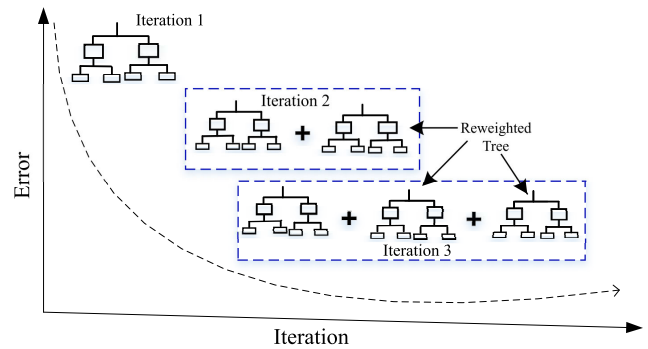 Iteration 1
Iteration 2
+
Reweighted
Tree
+
+
Iteration 3
Error
Iteration